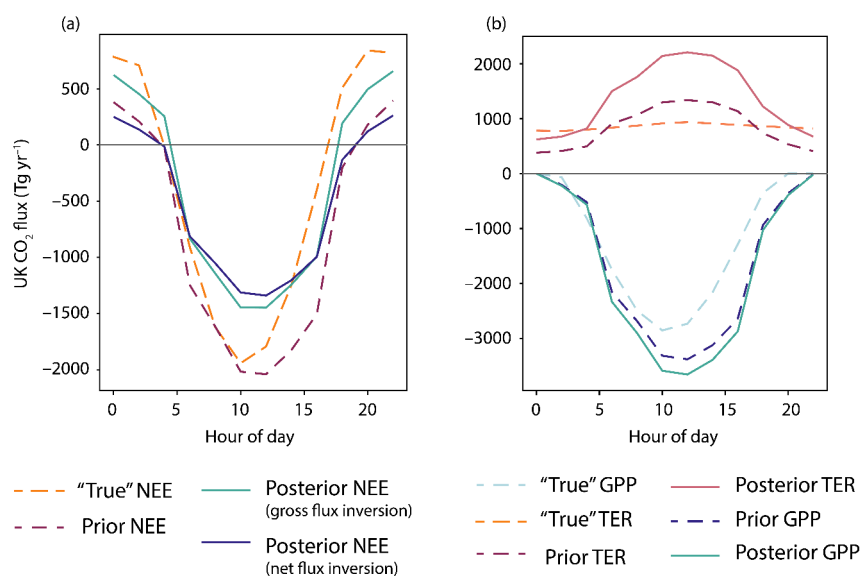 (a)
(b)
UK CO₂ flux (Tg yr⁻¹)
500
0
−500
−1000
−1500
−2000
0
5
10
15
20
Hour of day
2000
1000
0
−1000
−2000
−3000
0
5
10
15
20
Hour of day
“True” NEE
Prior NEE
Posterior NEE
(gross flux inversion)
Posterior NEE
(net flux inversion)
“True” GPP
“True” TER
Prior TER
Posterior TER
Prior GPP
Posterior GPP